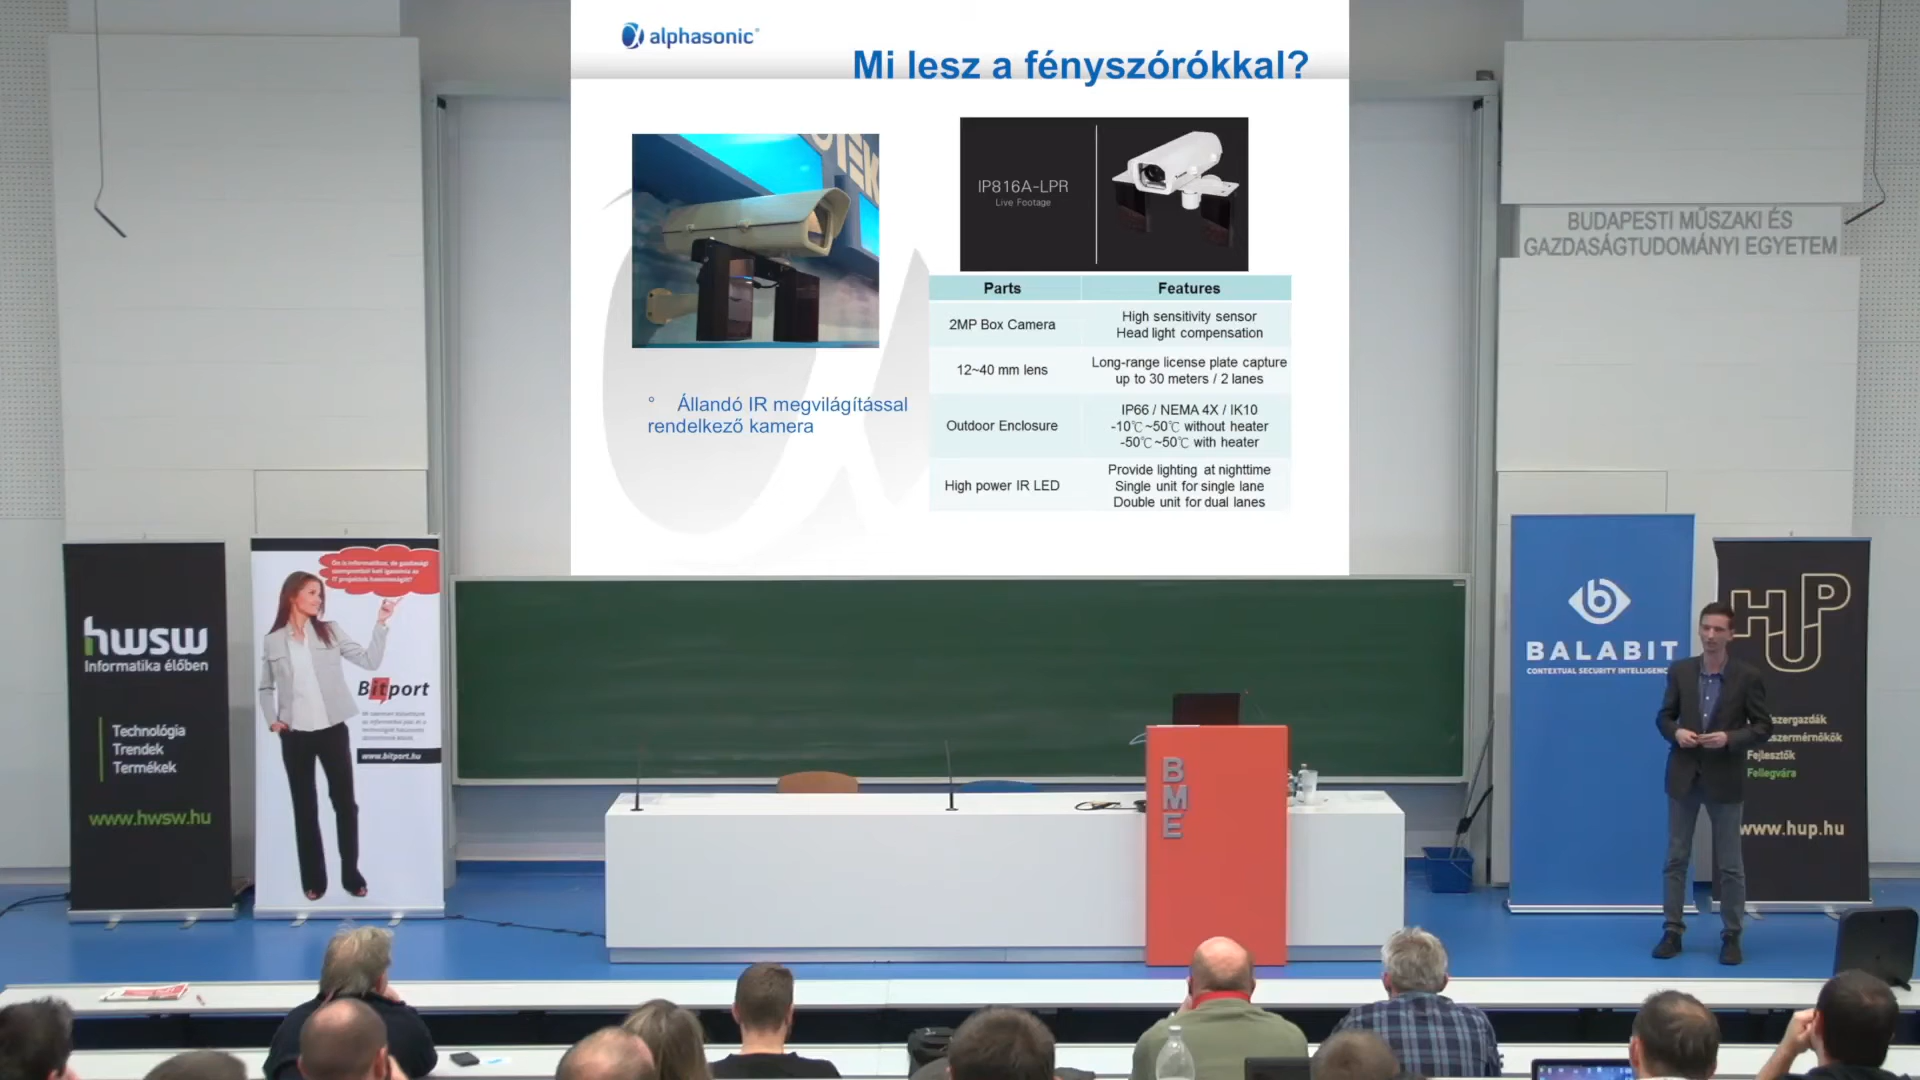 alphasonic
Mi lesz a fényszórókkal?
OTEK
IP816A-LPR
Live Footage
Parts Features
2MP Box Camera High sensitivity sensor
Head light compensation
12~40 mm lens Long-range license plate capture
up to 30 meters / 2 lanes
Outdoor Enclosure IP66 / NEMA 4X / IK10
-10℃~50℃ without heater
-50℃~50℃ with heater
High power IR LED Provide lighting at nighttime
Single unit for single lane
Double unit for dual lanes
° Állandó IR megvilágítással
rendelkező kamera
BUDAPESTI MŰSZAKI ÉS
GAZDASÁGTUDOMÁNYI EGYETEM
hwsw
Informatika élőben
Technológia
Trendek
Termékek
www.hwsw.hu
Bitport
www.bitport.hu
BME
BALABIT
CONTEXTUAL SECURITY INTELLIGENC
HUP
szergazdák
szermérnökök
Fejlesztők
Fellegvára
www.hup.hu